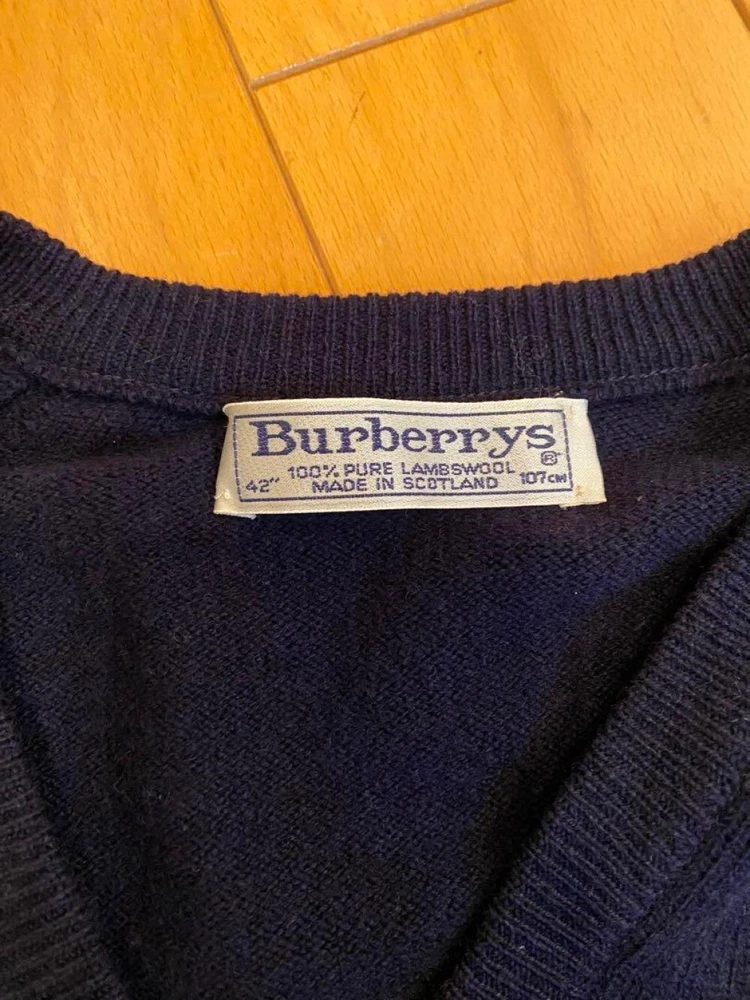 Burberrys®
100% PURE LAMBSWOOL
42" MADE IN SCOTLAND 107CM